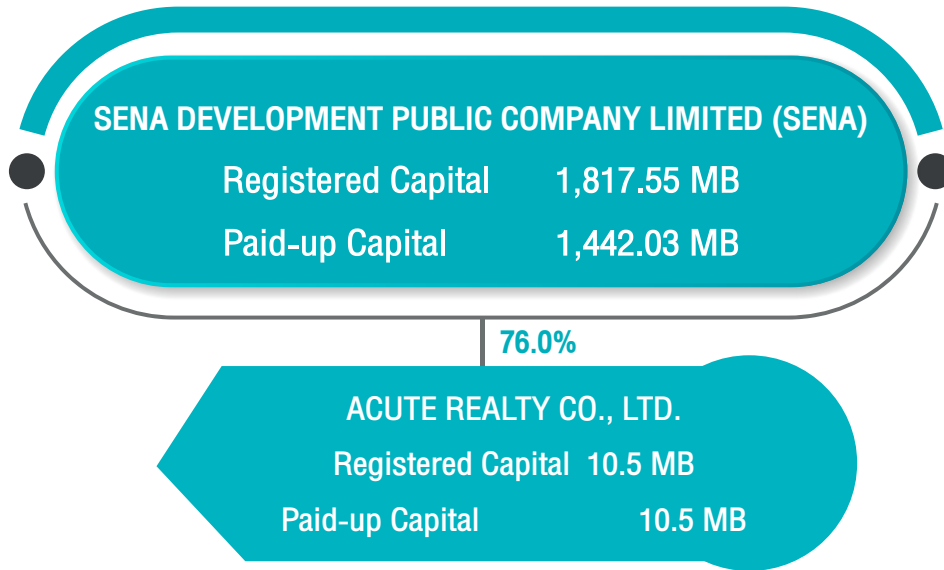 SENA DEVELOPMENT PUBLIC COMPANY LIMITED (SENA)
Registered Capital 1,817.55 MB
Paid-up Capital 1,442.03 MB
76.0%
ACUTE REALTY CO., LTD.
Registered Capital 10.5 MB
Paid-up Capital 10.5 MB